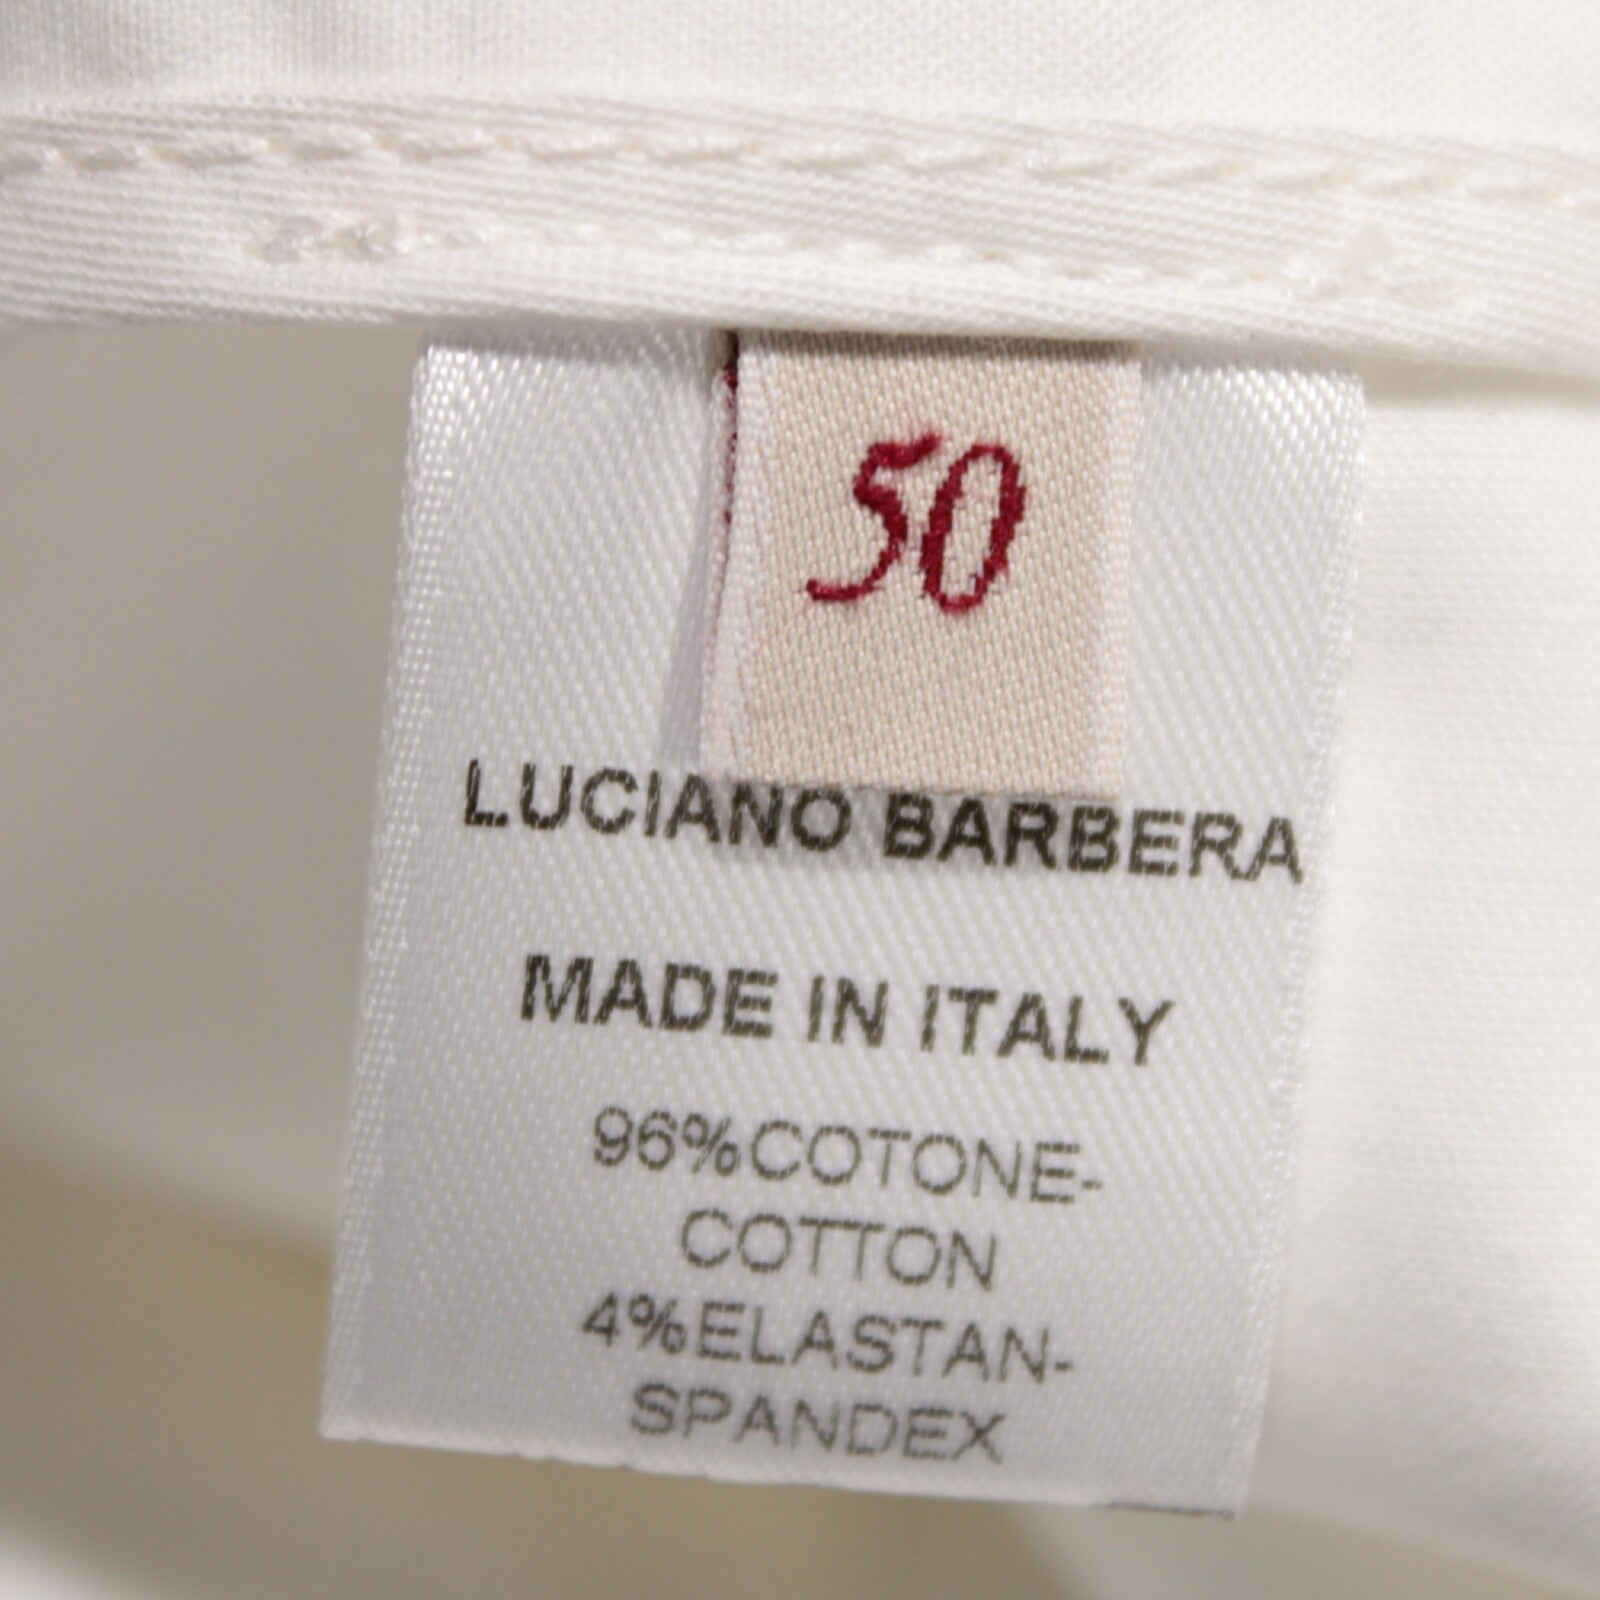 50
LUCIANO BARBERA
MADE IN ITALY
96%COTONE-
COTTON
4%ELASTAN-
SPANDEX